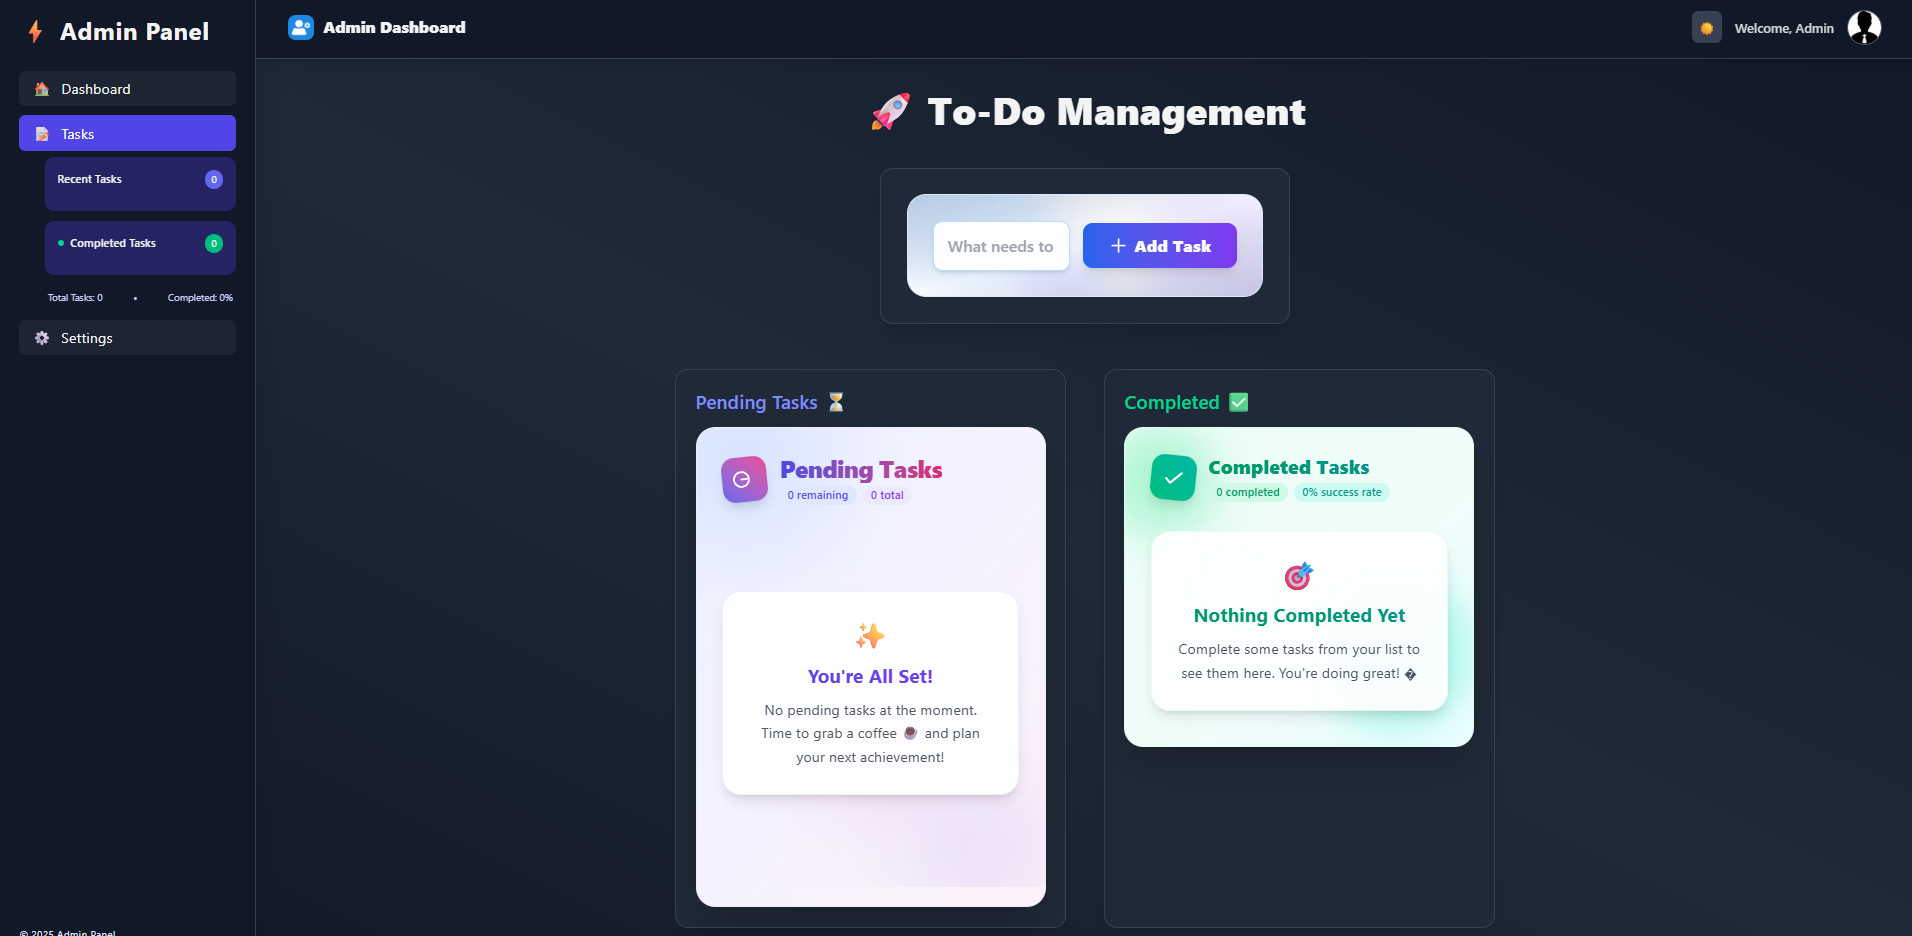 Admin Panel
Dashboard
Tasks
Recent Tasks 0
Completed Tasks 0
Total Tasks: 0 • Completed: 0%
Settings
© 2025 Admin Panel
Admin Dashboard
Welcome, Admin
🚀 To-Do Management
What needs to
+ Add Task
Pending Tasks ⏳
Pending Tasks
0 remaining 0 total
✨
You're All Set!
No pending tasks at the moment.
Time to grab a coffee ☕ and plan
your next achievement!
Completed ✅
Completed Tasks
0 completed 0% success rate
🎯
Nothing Completed Yet
Complete some tasks from your list to
see them here. You're doing great! �